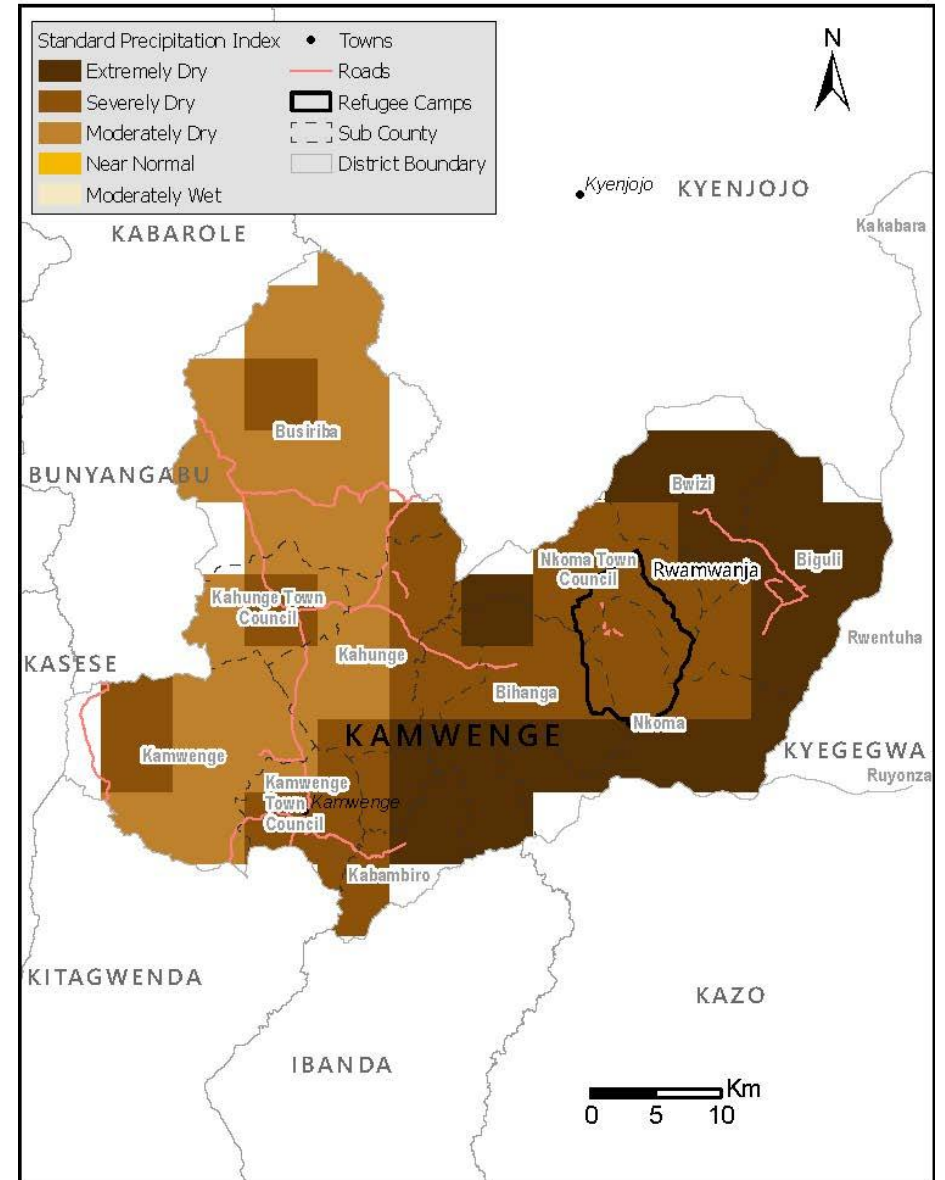 Standard Precipitation Index
Extremely Dry
Severely Dry
Moderately Dry
Near Normal
Moderately Wet
Towns
Roads
Refugee Camps
Sub County
District Boundary
N
Kyenjojo
KYENJOJO
KABAROLE
Kakabara
Busiriba
BUNYANGABU
Bwizi
Nkoma Town
Council
Rwamwanja
Biguli
Kahunge Town
Council
Kahunge
Rwentuha
KASESE
Bihanga
Nkoma
KAMWENGE
Kamwenge
KYEGEGWA
Ruyonza
Kamwenge
Town
Council
Kamwenge
Kabambiro
KITAGWENDA
KAZO
IBANDA
Km
0 5 10